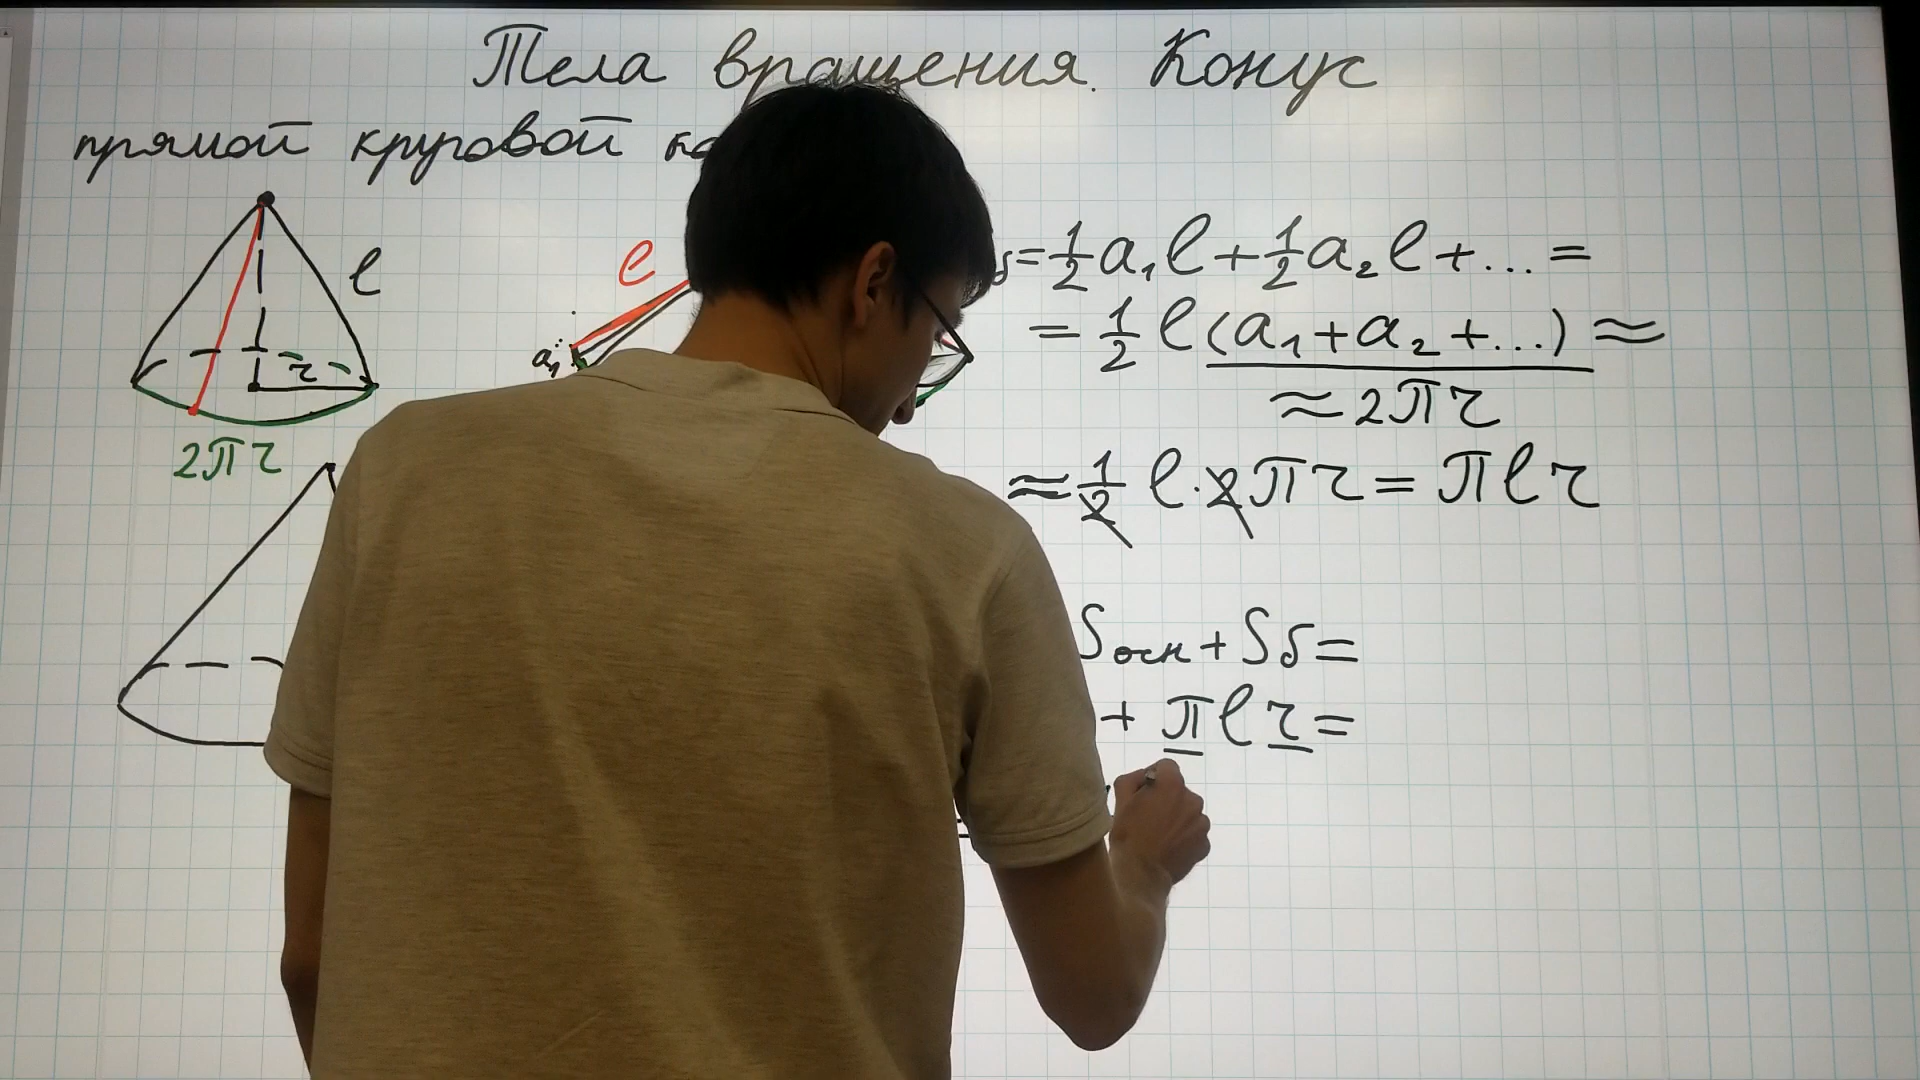 Тела вращения. Конус
прямой круговой
l
r
2πr
l
a₁
=½a₁l+½a₂l+...=
=½l(a₁+a₂+...)≈
≈2πr
≈½l·2πr=πlr
Sосн+Sб=
+πlr=